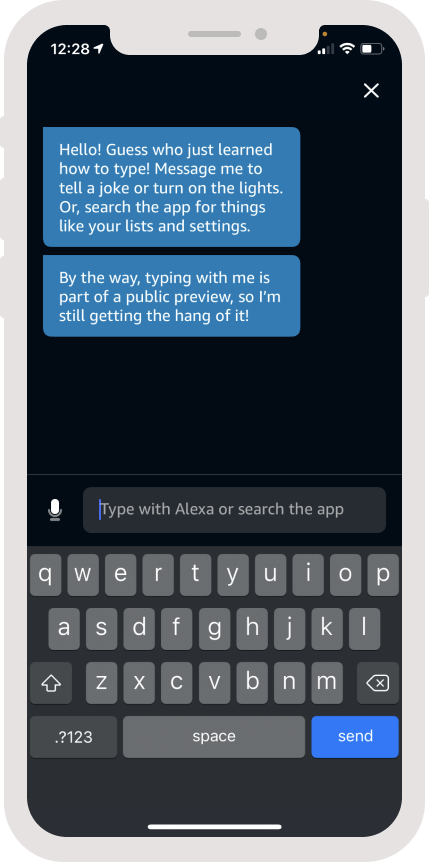 12:28
Hello! Guess who just learned
how to type! Message me to
tell a joke or turn on the lights.
Or, search the app for things
like your lists and settings.
By the way, typing with me is
part of a public preview, so I'm
still getting the hang of it!
Type with Alexa or search the app
q w e r t y u i o p
a s d f g h j k l
z x c v b n m
.?123 space send